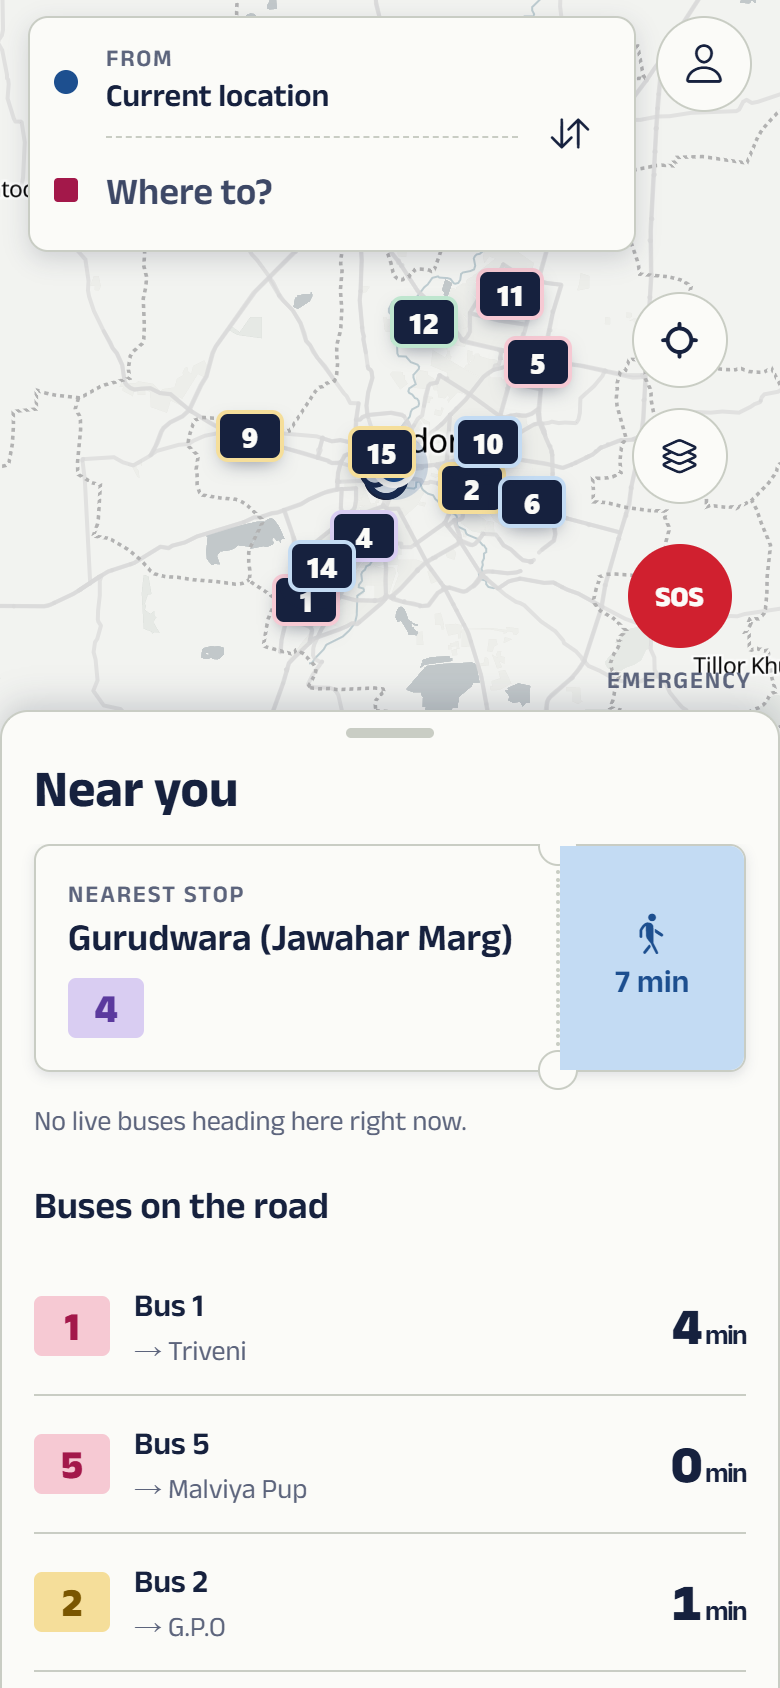 FROM
Current location
Where to?
11
12
5
9
15
10
2
6
4
14
1
SOS
EMERGENCY
Near you
NEAREST STOP
Gurudwara (Jawahar Marg)
4
7 min
No live buses heading here right now.
Buses on the road
1
Bus 1
→ Triveni
4 min
5
Bus 5
→ Malviya Pup
0 min
2
Bus 2
→ G.P.O
1 min